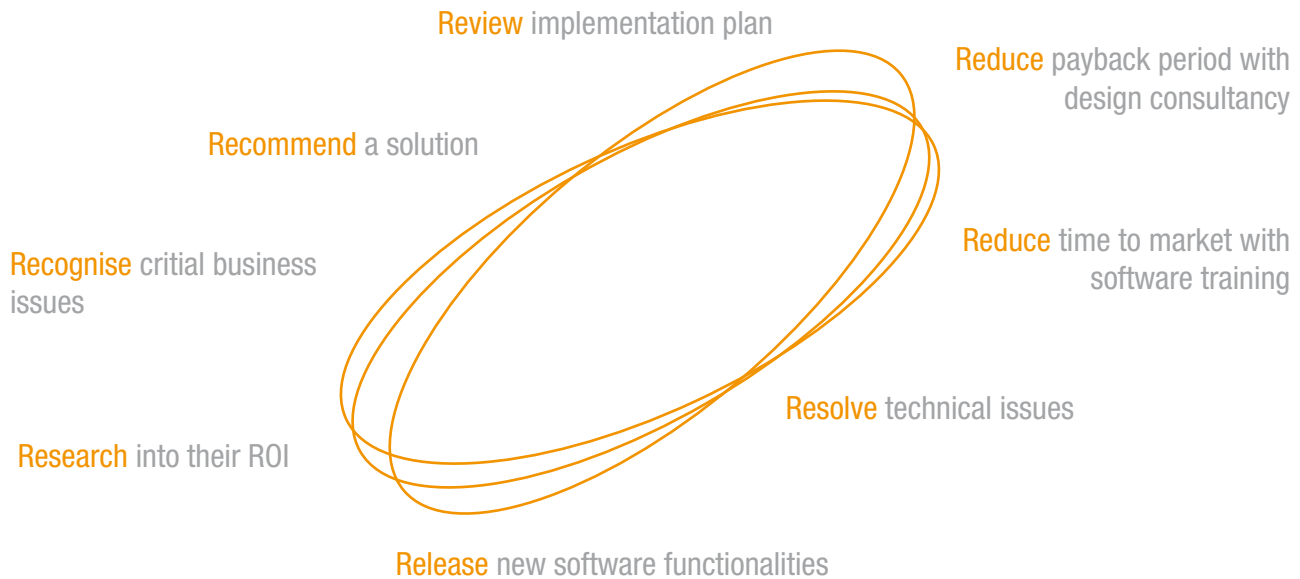 Review implementation plan
Reduce payback period with
design consultancy
Recommend a solution
Reduce time to market with
software training
Recognise critial business
issues
Resolve technical issues
Research into their ROI
Release new software functionalities